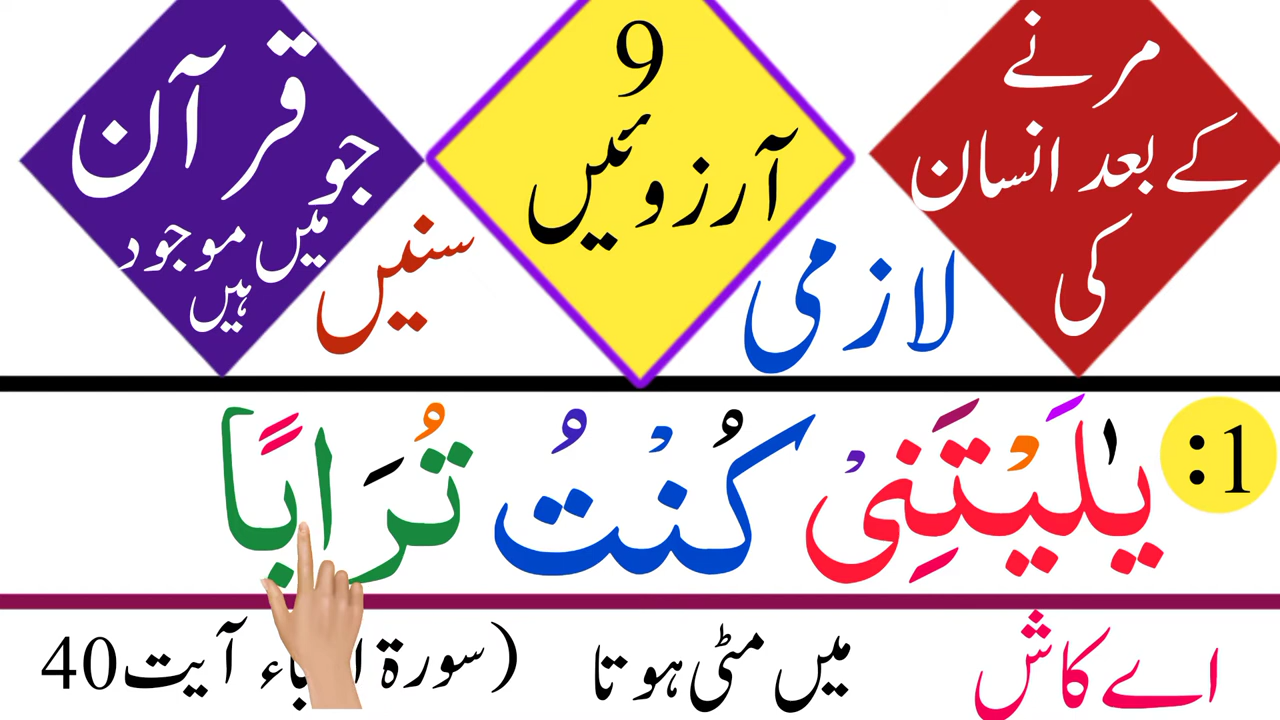 مرنے
کے بعد انسان
کی
9
آرزوئیں
جو قرآن
میں موجود
ہیں
لازمی
سنیں
1:
یٰلَیْتَنِیْ کُنْتُ تُرَابًا
اے کاش میں مٹی ہوتا (سورۃ آیت 40